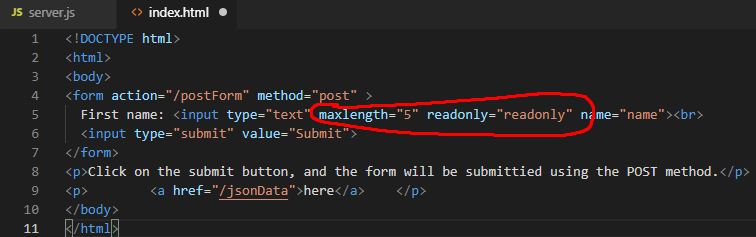 JS server.js
<> index.html
1 <!DOCTYPE html>
2 <html>
3 <body>
4 <form action="/postForm" method="post" >
5 First name: <input type="text" maxlength="5" readonly="readonly" name="name"><br>
6 <input type="submit" value="Submit">
7 </form>
8 <p>Click on the submit button, and the form will be submittied using the POST method.</p>
9 <p> <a href="/jsonData">here</a> </p>
10 </body>
11 </html>